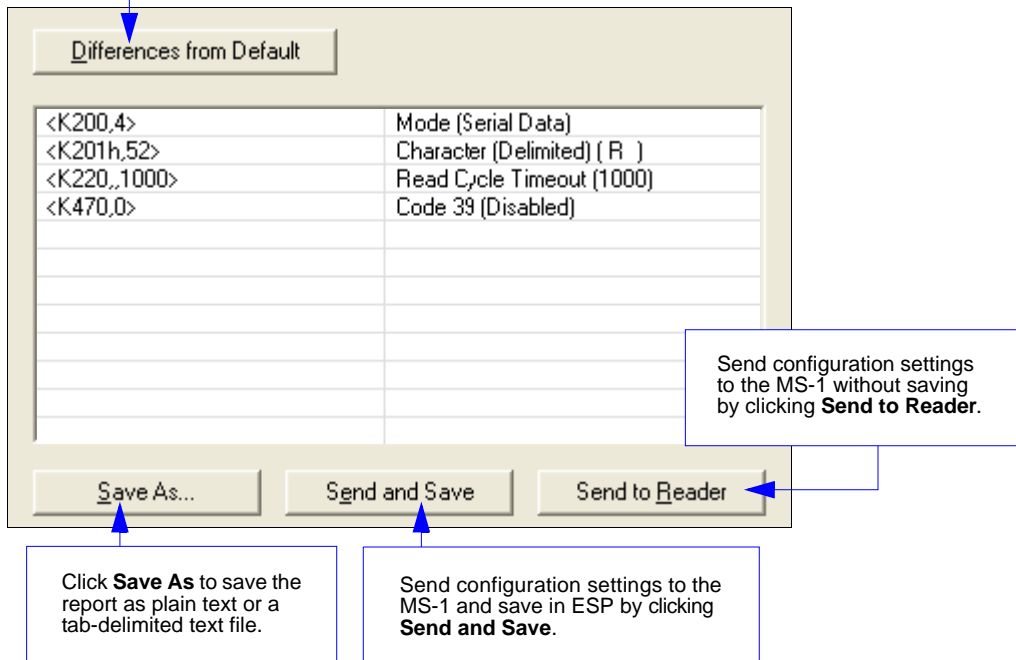 Differences from Default
<K200,4> Mode (Serial Data)
<K201h,52> Character (Delimited) ( R )
<K220,,1000> Read Cycle Timeout (1000)
<K470,0> Code 39 (Disabled)
Send configuration settings
to the MS-1 without saving
by clicking Send to Reader.
Save As...
Send and Save
Send to Reader
Click Save As to save the
report as plain text or a
tab-delimited text file.
Send configuration settings to the
MS-1 and save in ESP by clicking
Send and Save.